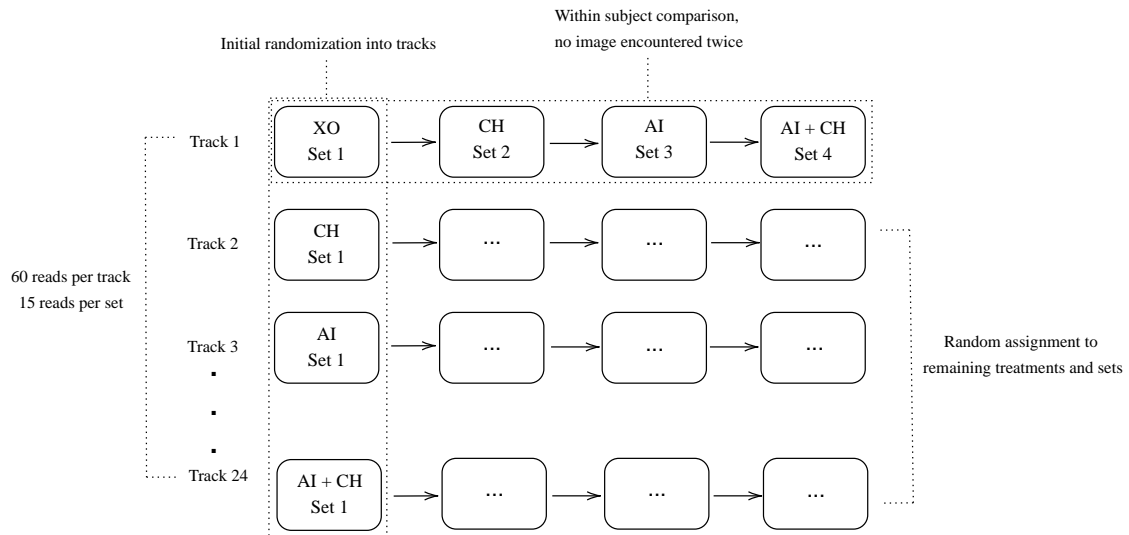 Within subject comparison,
no image encountered twice
Initial randomization into tracks
Track 1
XO
Set 1
CH
Set 2
AI
Set 3
AI + CH
Set 4
Track 2
CH
Set 1
...
...
...
60 reads per track
15 reads per set
Track 3
AI
Set 1
...
...
...
Random assignment to
remaining treatments and sets
Track 24
AI + CH
Set 1
...
...
...